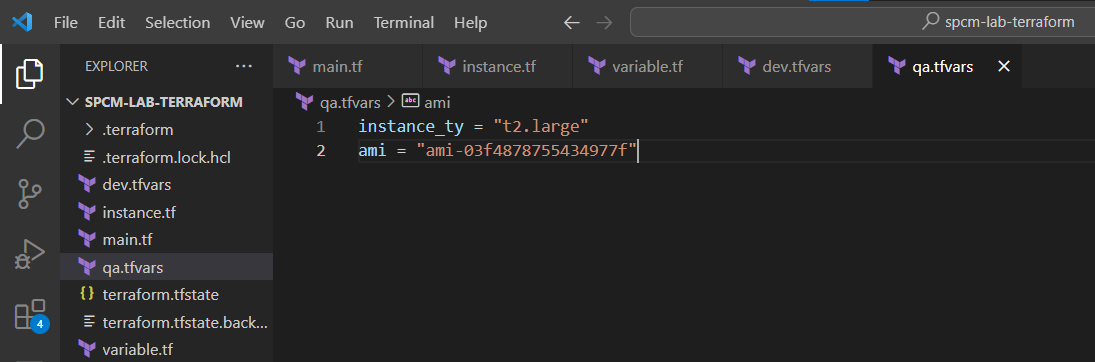 File Edit Selection View Go Run Terminal Help
spcm-lab-terraform
EXPLORER
main.tf
instance.tf
variable.tf
dev.tfvars
qa.tfvars
SPCM-LAB-TERRAFORM
.terraform
.terraform.lock.hcl
dev.tfvars
instance.tf
main.tf
qa.tfvars
terraform.tfstate
terraform.tfstate.back...
variable.tf
4
qa.tfvars > abc ami
1 instance_ty = "t2.large"
2 ami = "ami-03f4878755434977f"